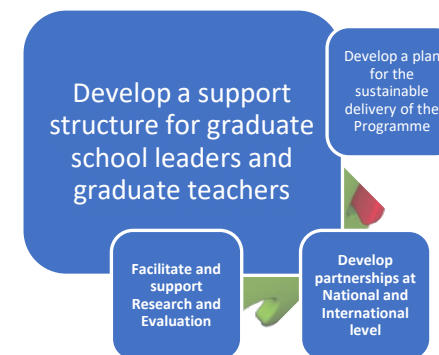 Develop a support
structure for graduate
school leaders and
graduate teachers
Develop a plan
for the
sustainable
delivery of the
Programme
Facilitate and
support
Research and
Evaluation
Develop
partnerships at
National and
International
level